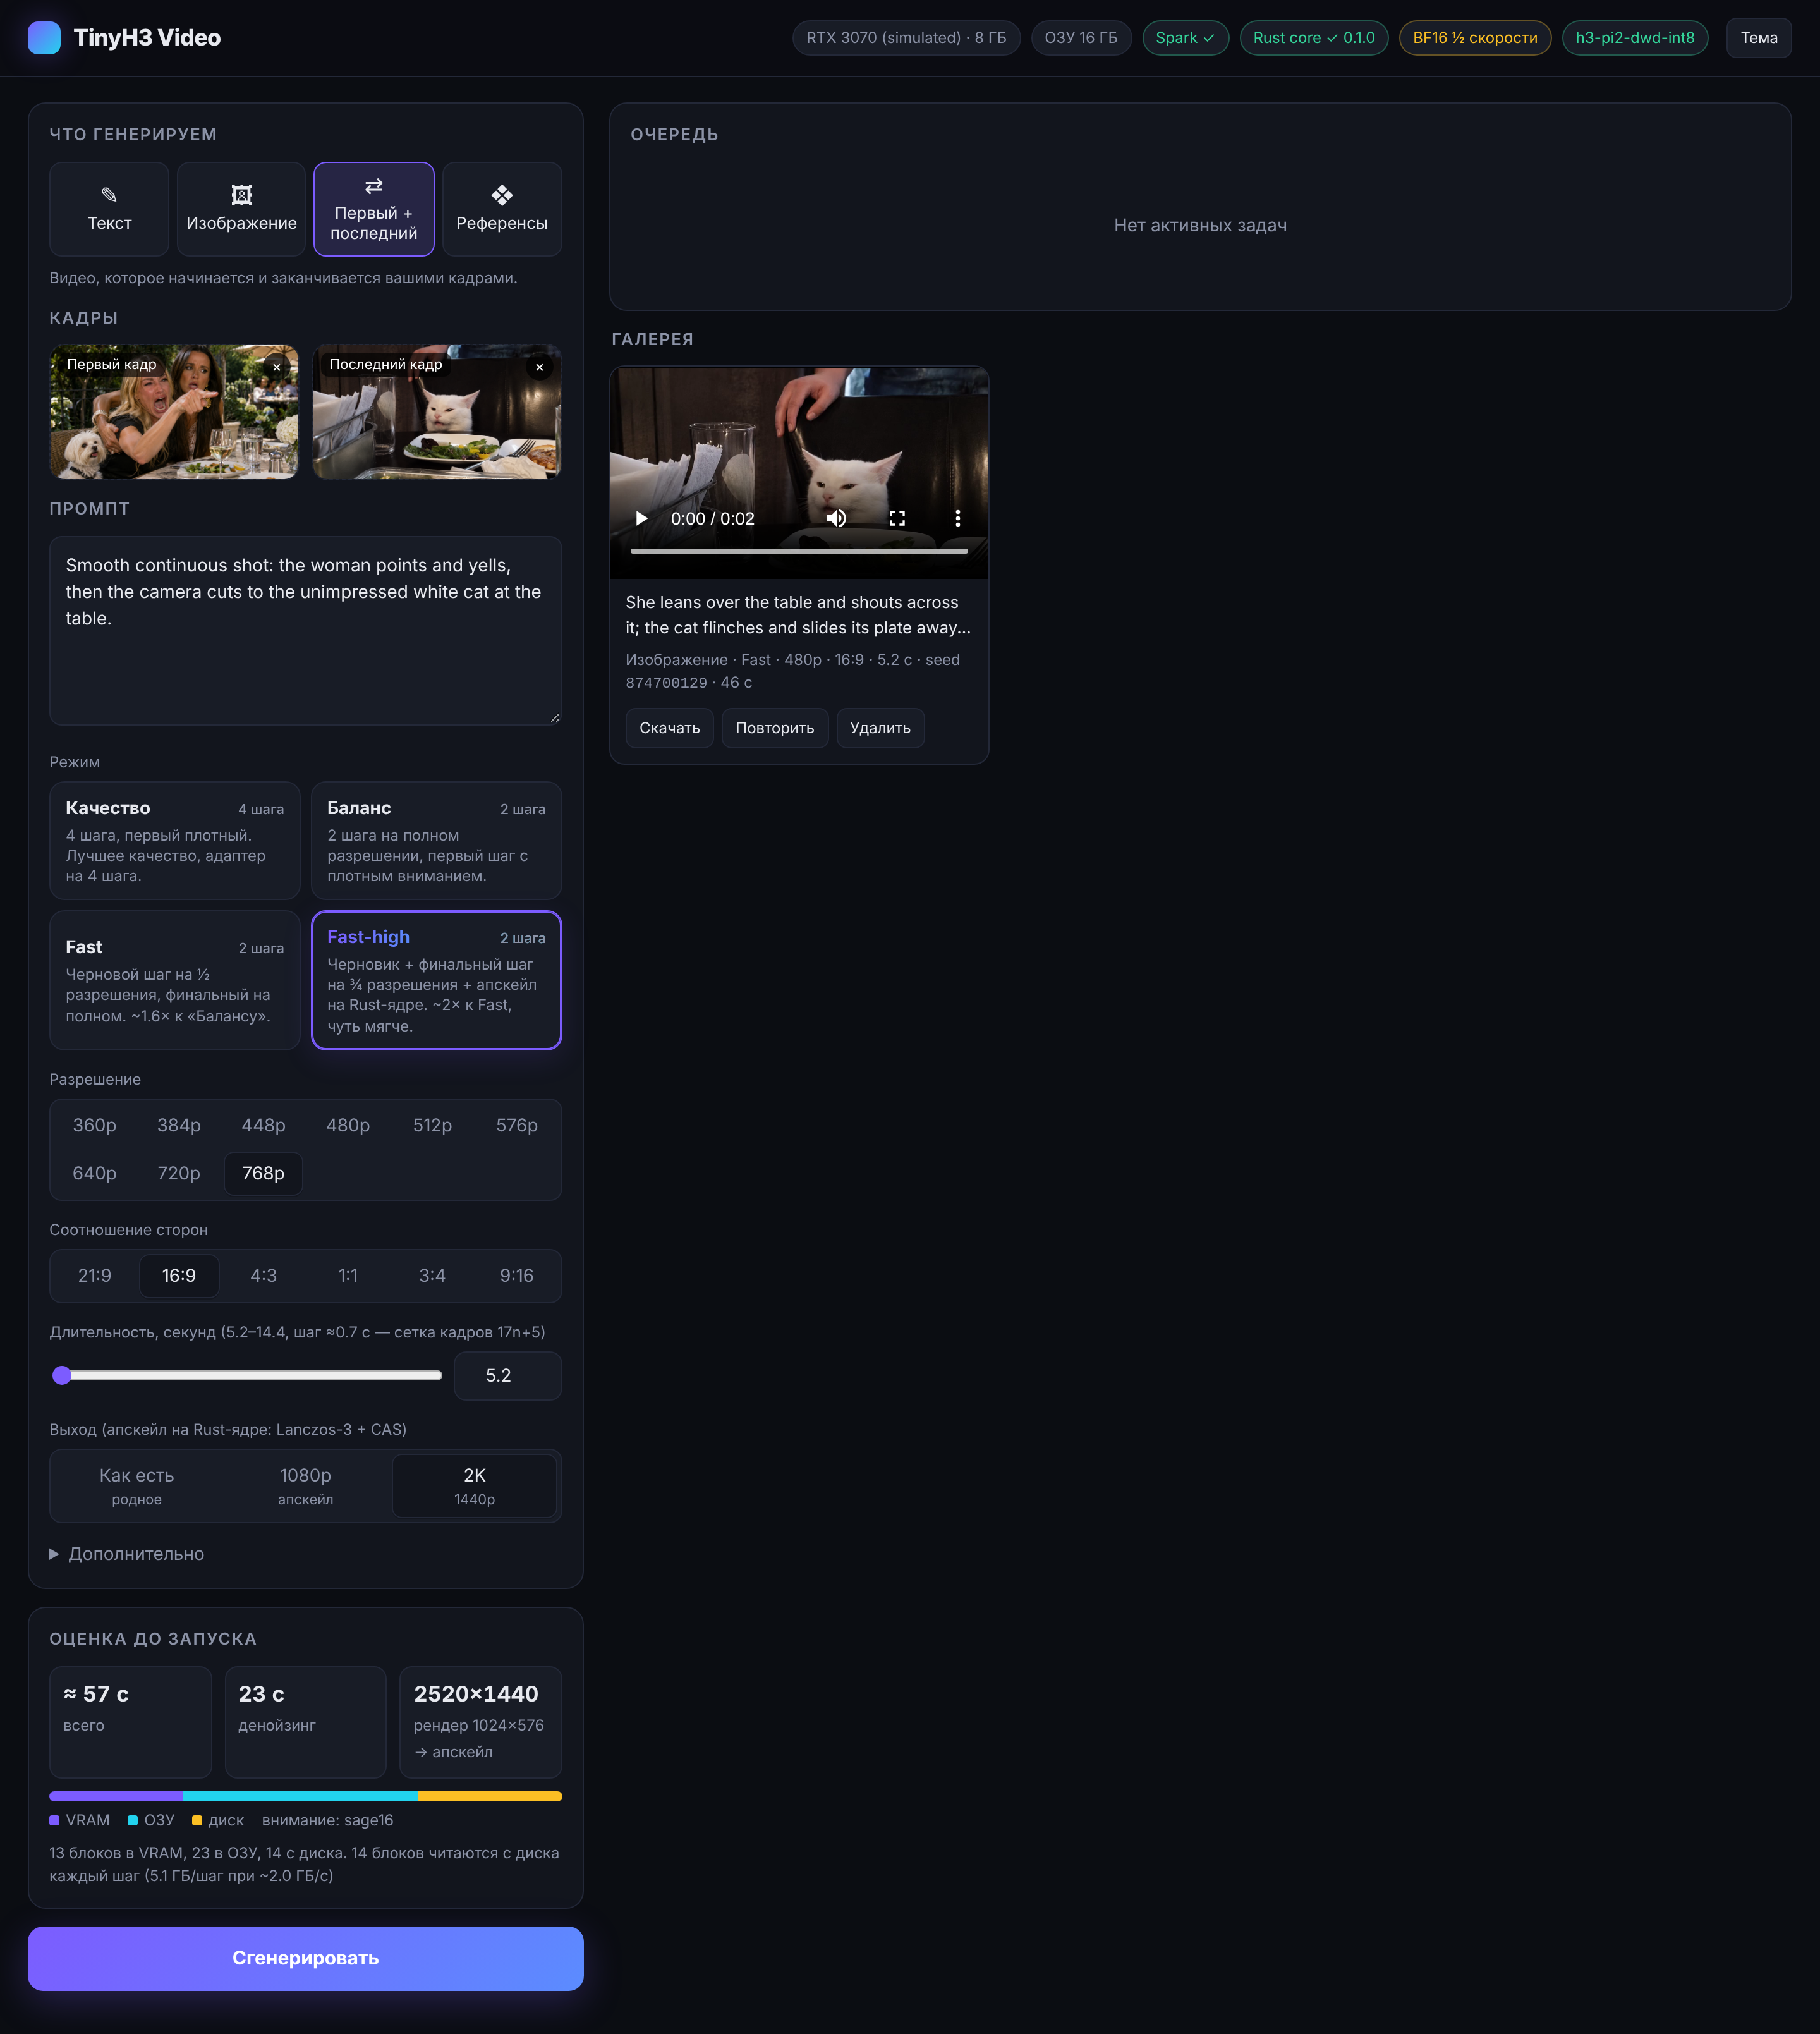 TinyH3 Video
RTX 3070 (simulated) · 8 ГБ
ОЗУ 16 ГБ
Spark ✓
Rust core ✓ 0.1.0
BF16 ½ скорости
h3-pi2-dwd-int8
Тема
ЧТО ГЕНЕРИРУЕМ
Текст
Изображение
Первый +
последний
Референсы
Видео, которое начинается и заканчивается вашими кадрами.
КАДРЫ
Первый кадр
×
Последний кадр
×
ПРОМПТ
Smooth continuous shot: the woman points and yells,
then the camera cuts to the unimpressed white cat at the
table.
Режим
Качество
4 шага
4 шага, первый плотный.
Лучшее качество, адаптер
на 4 шага.
Баланс
2 шага
2 шага на полном
разрешении, первый шаг с
плотным вниманием.
Fast
2 шага
Черновой шаг на ½
разрешения, финальный на
полном. ~1.6× к «Балансу».
Fast-high
2 шага
Черновик + финальный шаг
на ¾ разрешения + апскейл
на Rust-ядре. ~2× к Fast,
чуть мягче.
Разрешение
360p 384p 448p 480p 512p 576p
640p 720p 768p
Соотношение сторон
21:9 16:9 4:3 1:1 3:4 9:16
Длительность, секунд (5.2–14.4, шаг ≈0.7 с — сетка кадров 17n+5)
5.2
Выход (апскейл на Rust-ядре: Lanczos-3 + CAS)
Как есть
родное
1080p
апскейл
2K
1440p
Дополнительно
ОЦЕНКА ДО ЗАПУСКА
≈ 57 с
всего
23 с
денойзинг
2520×1440
рендер 1024×576
→ апскейл
VRAM ОЗУ диск внимание: sage16
13 блоков в VRAM, 23 в ОЗУ, 14 с диска. 14 блоков читаются с диска
каждый шаг (5.1 ГБ/шаг при ~2.0 ГБ/с)
Сгенерировать
ОЧЕРЕДЬ
Нет активных задач
ГАЛЕРЕЯ
0:00 / 0:02
She leans over the table and shouts across
it; the cat flinches and slides its plate away...
Изображение · Fast · 480p · 16:9 · 5.2 с · seed
874700129 · 46 с
Скачать
Повторить
Удалить